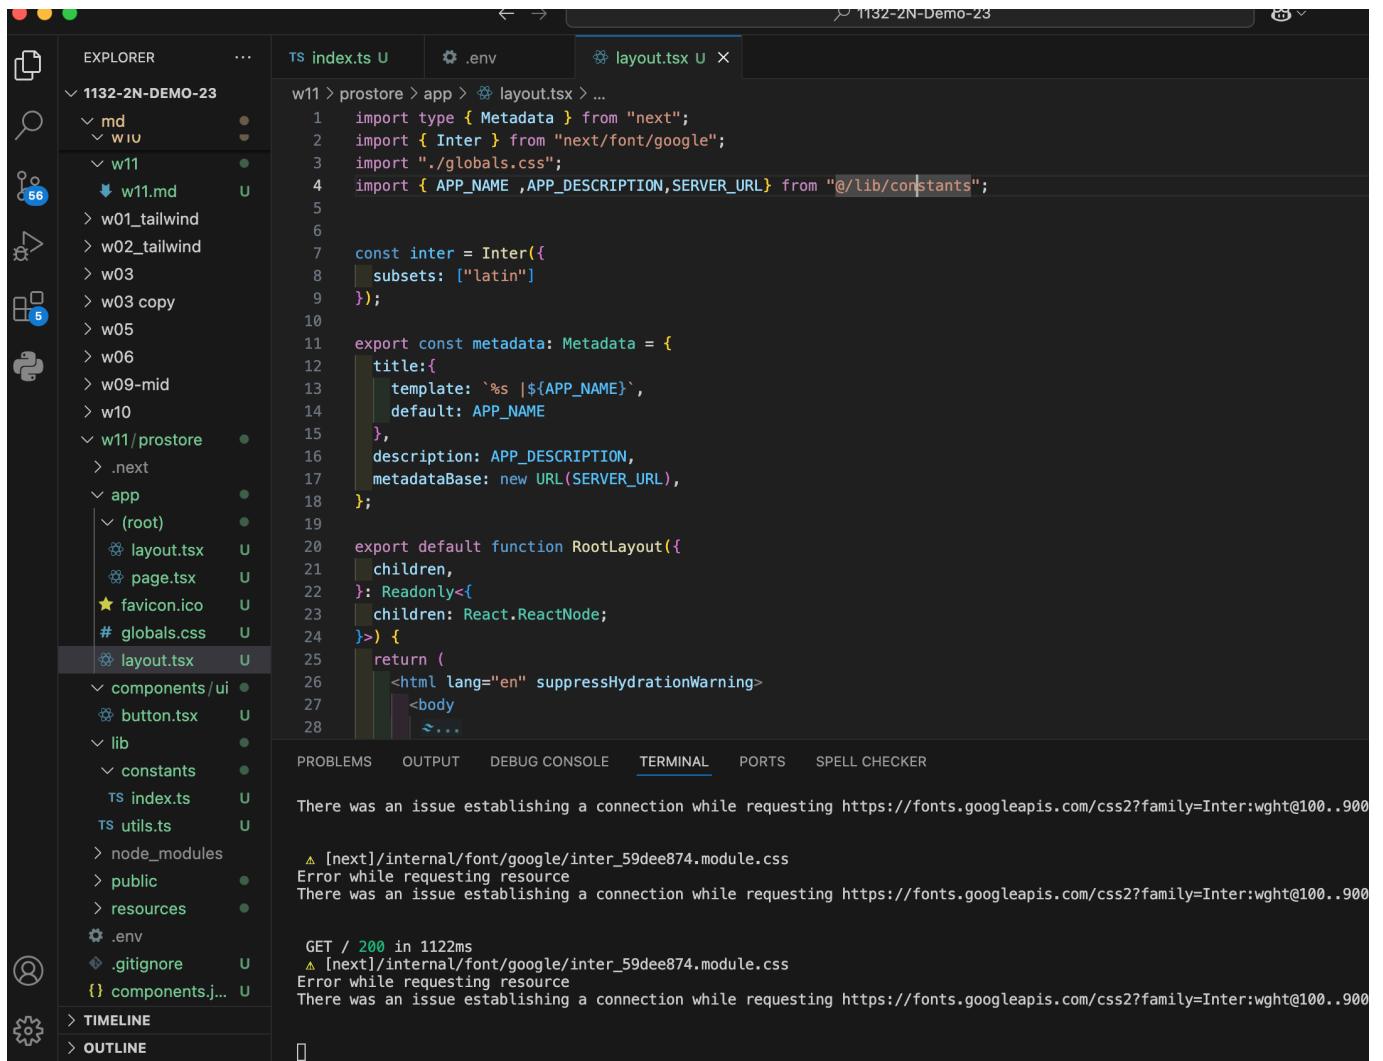 1132-2N-Demo-23
EXPLORER
TS index.ts U
.env
layout.tsx U
1132-2N-DEMO-23
w11 > prostore > app > layout.tsx > ...
md
w10
w11
w11.md U
w01_tailwind
w02_tailwind
w03
w03 copy
w05
w06
w09-mid
w10
w11/prostore
.next
app
(root)
layout.tsx U
page.tsx U
favicon.ico U
# globals.css U
layout.tsx U
components/ui
button.tsx U
lib
constants
TS index.ts U
TS utils.ts U
node_modules
public
resources
.env
.gitignore U
{} components.j... U
TIMELINE
OUTLINE
56
5
1 import type { Metadata } from "next";
2 import { Inter } from "next/font/google";
3 import "./globals.css";
4 import { APP_NAME ,APP_DESCRIPTION,SERVER_URL} from "@/lib/constants";
5
6
7 const inter = Inter({
8 subsets: ["latin"]
9 });
10
11 export const metadata: Metadata = {
12 title:{
13 template: `%s |${APP_NAME}`,
14 default: APP_NAME
15 },
16 description: APP_DESCRIPTION,
17 metadataBase: new URL(SERVER_URL),
18 };
19
20 export default function RootLayout({
21 children,
22 }: Readonly<{
23 children: React.ReactNode;
24 }>) {
25 return (
26 <html lang="en" suppressHydrationWarning>
27 <body
28 ...
PROBLEMS OUTPUT DEBUG CONSOLE TERMINAL PORTS SPELL CHECKER
There was an issue establishing a connection while requesting https://fonts.googleapis.com/css2?family=Inter:wght@100..900
⚠ [next]/internal/font/google/inter_59dee874.module.css
Error while requesting resource
There was an issue establishing a connection while requesting https://fonts.googleapis.com/css2?family=Inter:wght@100..900
GET / 200 in 1122ms
⚠ [next]/internal/font/google/inter_59dee874.module.css
Error while requesting resource
There was an issue establishing a connection while requesting https://fonts.googleapis.com/css2?family=Inter:wght@100..900